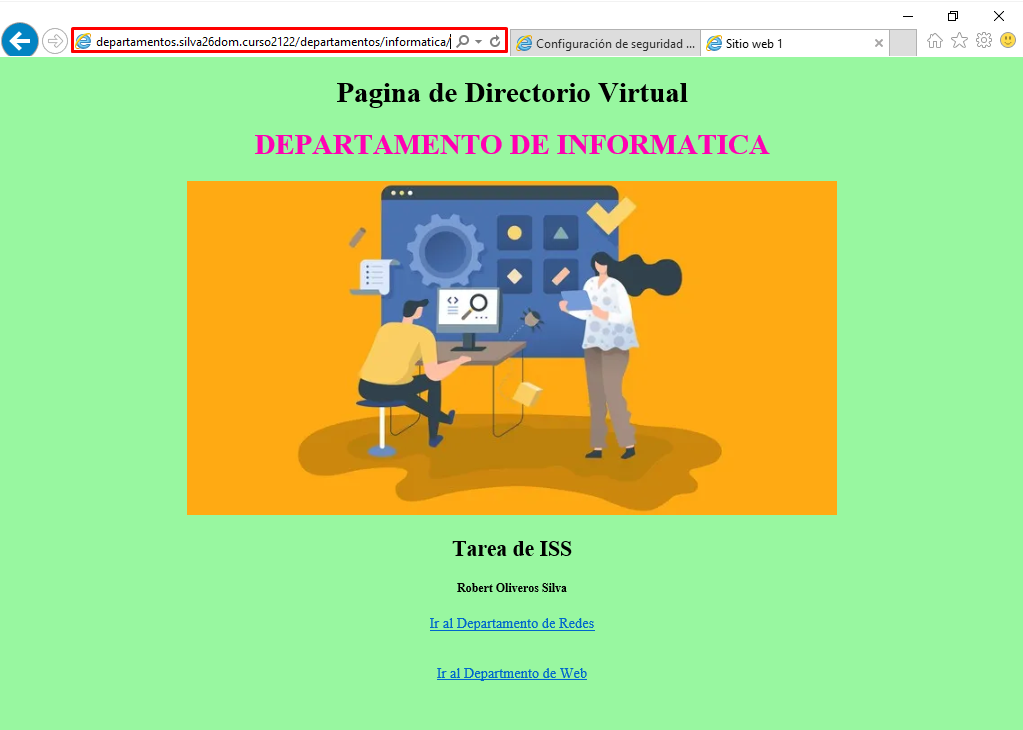 departamentos.silva26dom.curso2122/departamentos/informatica/
Configuración de seguridad ...
Sitio web 1
Pagina de Directorio Virtual
DEPARTAMENTO DE INFORMATICA
Tarea de ISS
Robert Oliveros Silva
Ir al Departamento de Redes
Ir al Departmento de Web